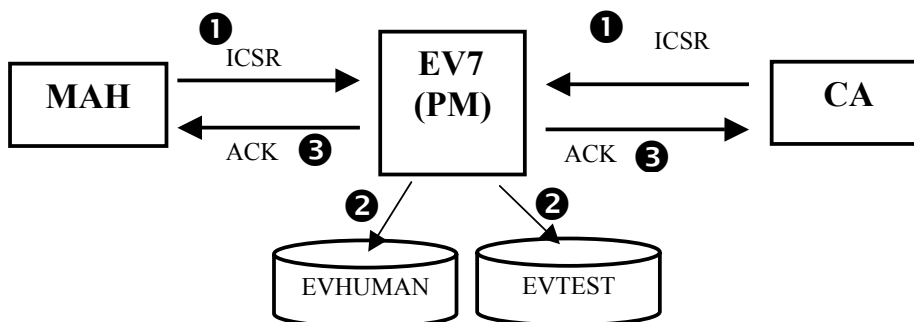 ❶ ❶
ICSR ICSR
MAH EV7 CA
(PM)
ACK ❸ ACK ❸
❷ ❷
EVHUMAN EVTEST